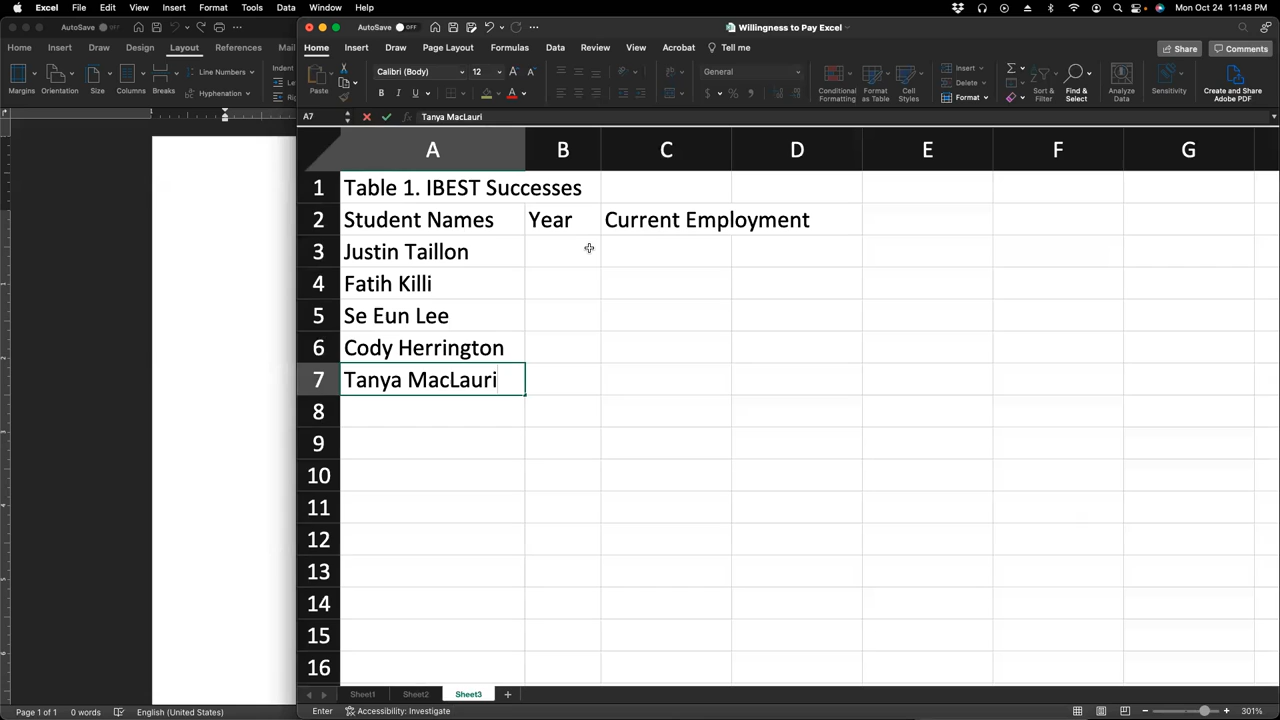 Excel File Edit View Insert Format Tools Data Window Help Mon Oct 24 11:48 PM
AutoSave OFF
AutoSave OFF Willingness to Pay Excel
Home Insert Draw Design Layout References
Home Insert Draw Page Layout Formulas Data Review View Acrobat Tell me Share Comments
Margins Orientation Size Columns Breaks Line Numbers Hyphenation Indent
Paste Calibri (Body) 12 General Conditional Formatting Format as Table Cell Styles Insert Delete Format Sort & Filter Find & Select Analyze Data Sensitivity Create and Share Adobe PDF
A7 fx Tanya MacLauri
A B C D E F G
1 Table 1. IBEST Successes
2 Student Names Year Current Employment
3 Justin Taillon
4 Fatih Killi
5 Se Eun Lee
6 Cody Herrington
7 Tanya MacLauri
8
9
10
11
12
13
14
15
16
Sheet1 Sheet2 Sheet3
Page 1 of 1 0 words English (United States)
Enter Accessibility: Investigate 301%